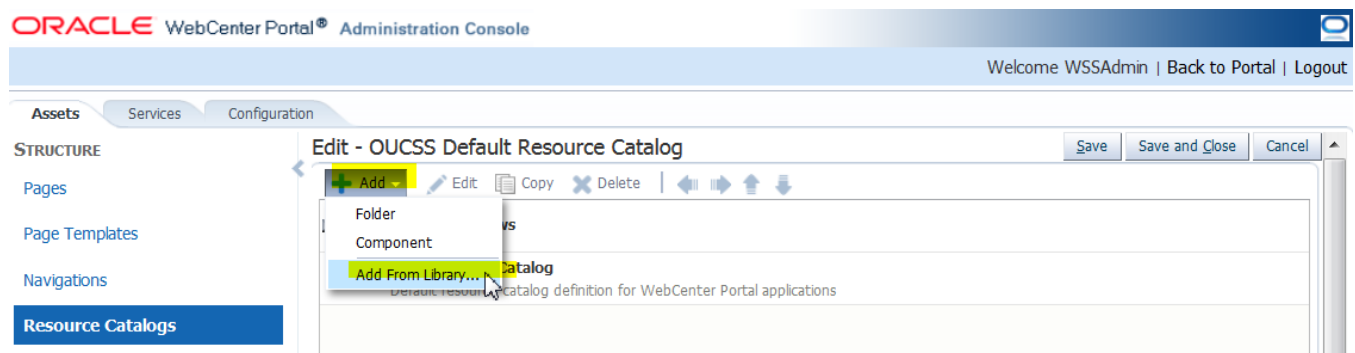 ORACLE WebCenter Portal® Administration Console
Welcome WSSAdmin | Back to Portal | Logout
Assets Services Configuration
STRUCTURE
Edit - OUCSS Default Resource Catalog
Save Save and Close Cancel
Add Edit Copy Delete
Pages
Folder
Page Templates
Component
Add From Library...
Catalog
Navigations
Default resource catalog definition for WebCenter Portal applications
Resource Catalogs